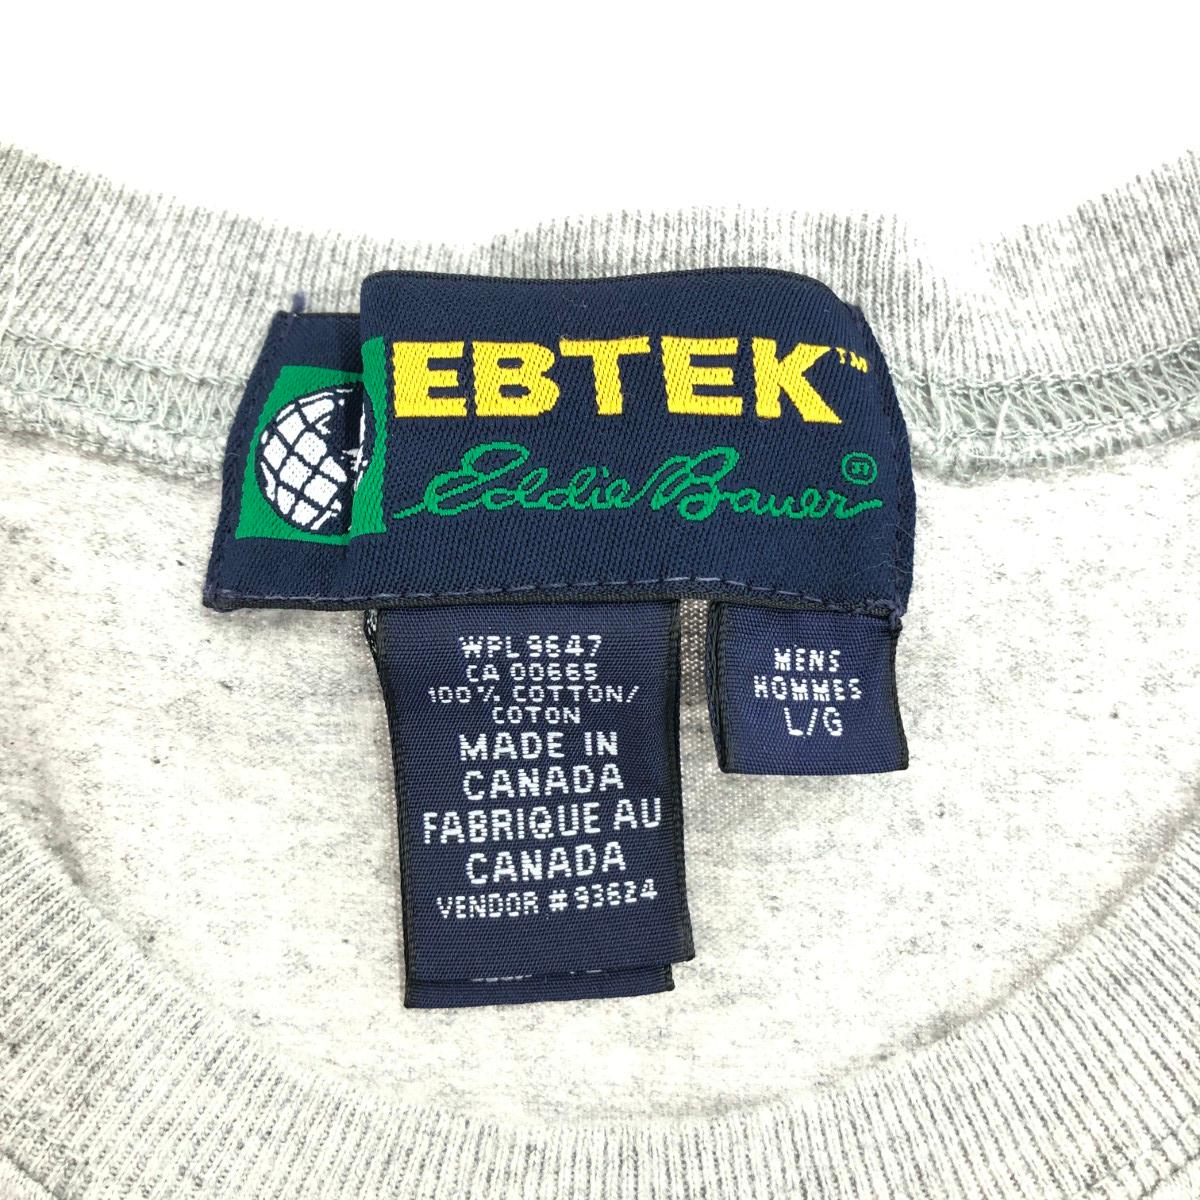 EBTEK™
Eddie Bauer®
WPL 9647
CA 00665
100% COTTON/
COTON
MADE IN
CANADA
FABRIQUE AU
CANADA
VENDOR # 93624
MENS
HOMMES
L/G